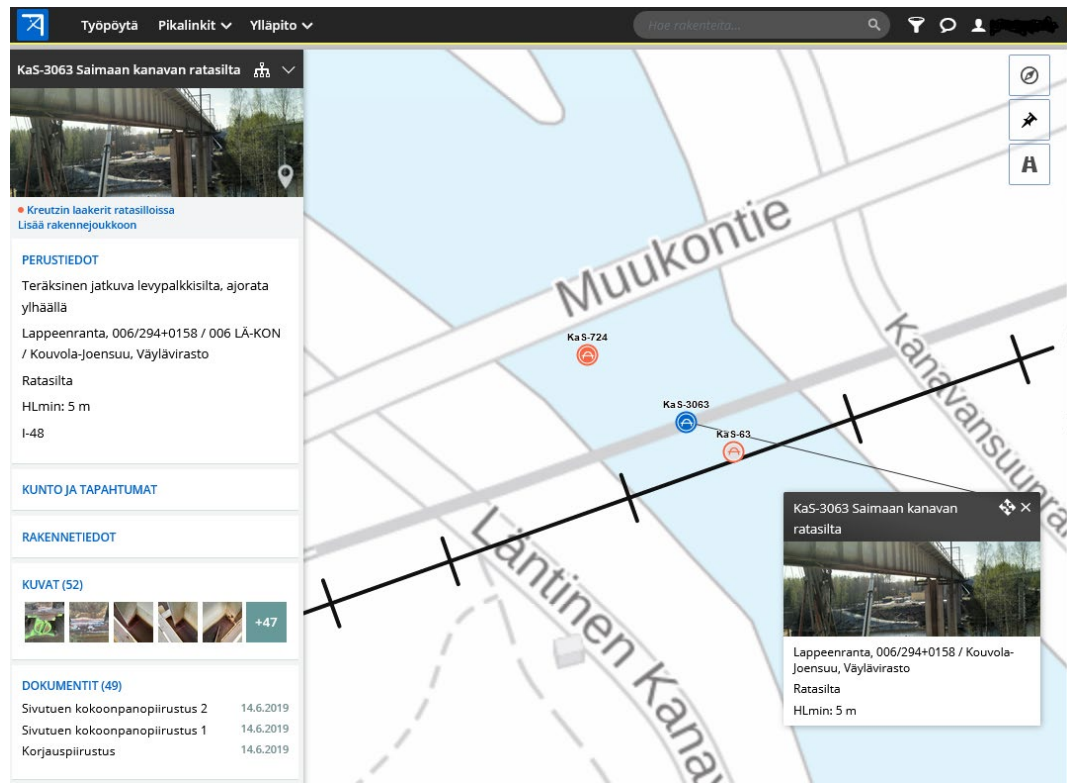 Työpöytä Pikalinkit Ylläpito
Hae rakenteita...
KaS-3063 Saimaan kanavan ratasilta
Kreutzin laakerit ratasilloissa
Lisää rakennejoukkoon
PERUSTIEDOT
Teräksinen jatkuva levypalkkisilta, ajorata
ylhäällä
Lappeenranta, 006/294+0158 / 006 LÄ-KON
/ Kouvola-Joensuu, Väylävirasto
Ratasilta
HLmin: 5 m
I-48
KUNTO JA TAPAHTUMAT
RAKENNETIEDOT
KUVAT (52)
+47
DOKUMENTIT (49)
Sivutuen kokoonpanopiirustus 2 14.6.2019
Sivutuen kokoonpanopiirustus 1 14.6.2019
Korjauspiirustus 14.6.2019
Muukontie
KaS-724
KaS-3063
KaS-63
Läntinen Kanav
KaS-3063 Saimaan kanavan
ratasilta
Lappeenranta, 006/294+0158 / Kouvola-
Joensuu, Väylävirasto
Ratasilta
HLmin: 5 m